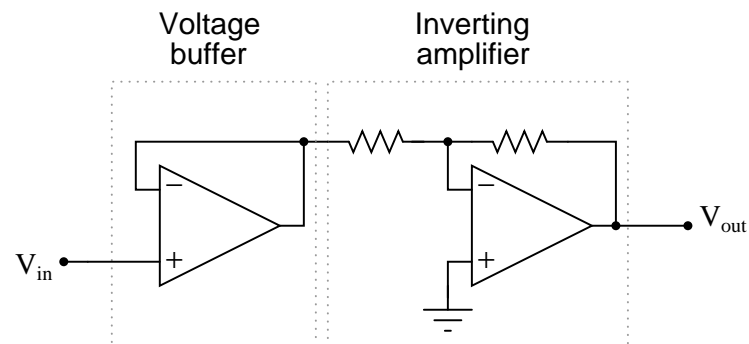 Voltage
buffer
Inverting
amplifier
−
+
−
+
Vin
Vout